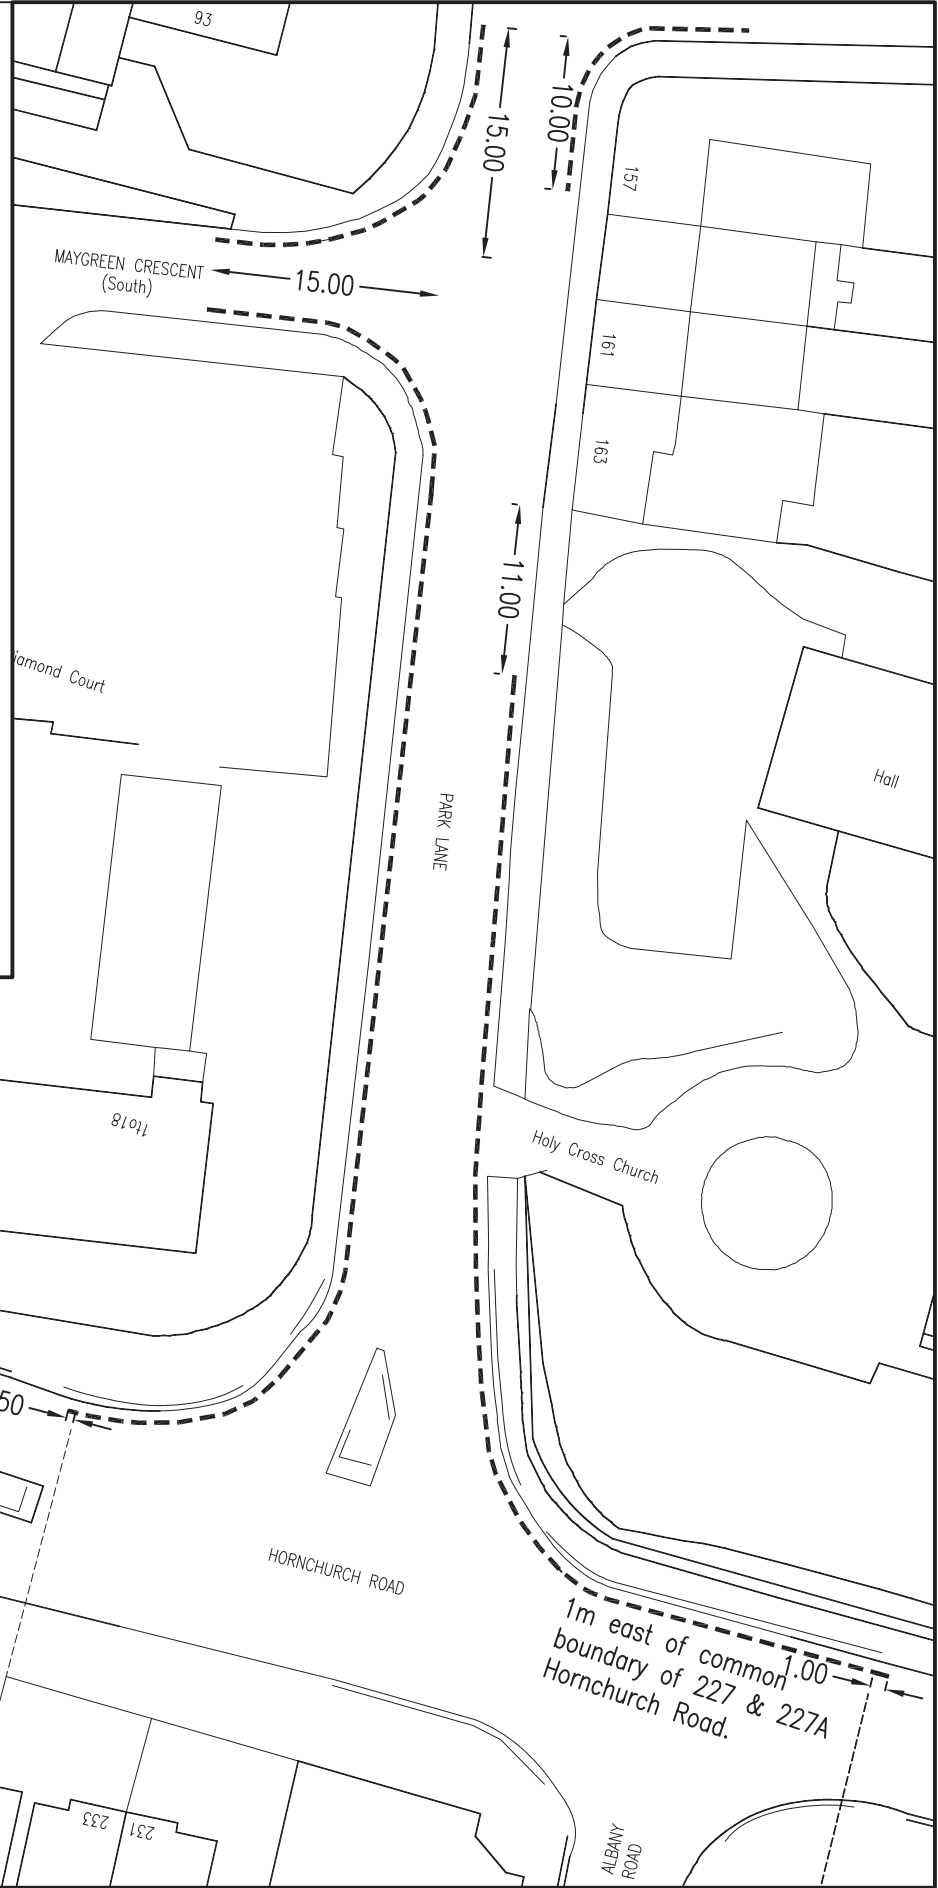 93
10.00
15.00
157
MAYGREEN CRESCENT
(South)
15.00
161
163
11.00
iamond Court
Hall
PARK LANE
1to18
Holy Cross Church
50
HORNCHURCH ROAD
1m east of common
boundary of 227 & 227A
Hornchurch Road.
1.00
233
231
ALBANY
ROAD